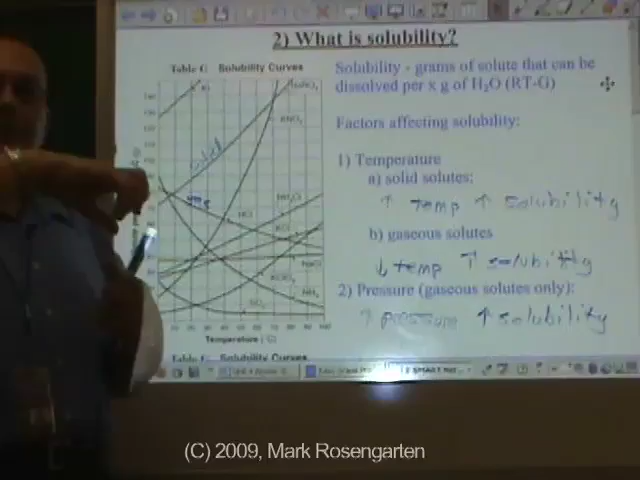 2) What is solubility?
Table G: Solubility Curves
Solubility - grams of solute that can be
dissolved per x g of H₂O (RT-G)
Factors affecting solubility:
1) Temperature
a) solid solutes:
↑ temp ↑ solubility
b) gaseous solutes
↓ temp ↑ solubility
2) Pressure (gaseous solutes only):
↑ pressure ↑ solubility
KI
NaNO₃
KNO₃
solid
gas
NH₄Cl
HCl
KCl
NaCl
KClO₃
NH₃
SO₂
Temperature (°C)
Table G: Solubility Curves
(C) 2009, Mark Rosengarten